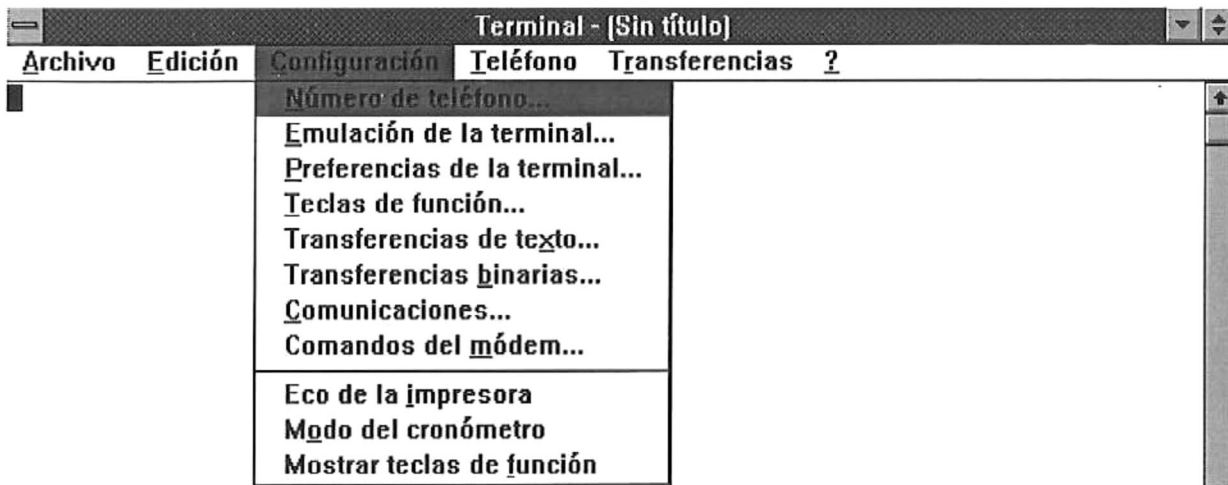 Terminal - (Sin título)
Archivo Edición Configuración Teléfono Transferencias ?
Número de teléfono...
Emulación de la terminal...
Preferencias de la terminal...
Teclas de función...
Transferencias de texto...
Transferencias binarias...
Comunicaciones...
Comandos del módem...
Eco de la impresora
Modo del cronómetro
Mostrar teclas de función